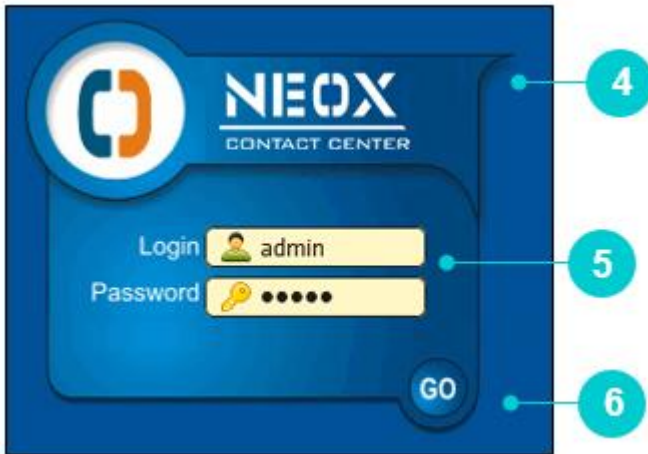 NEOX
CONTACT CENTER
4
Login admin
5
Password •••••
GO
6